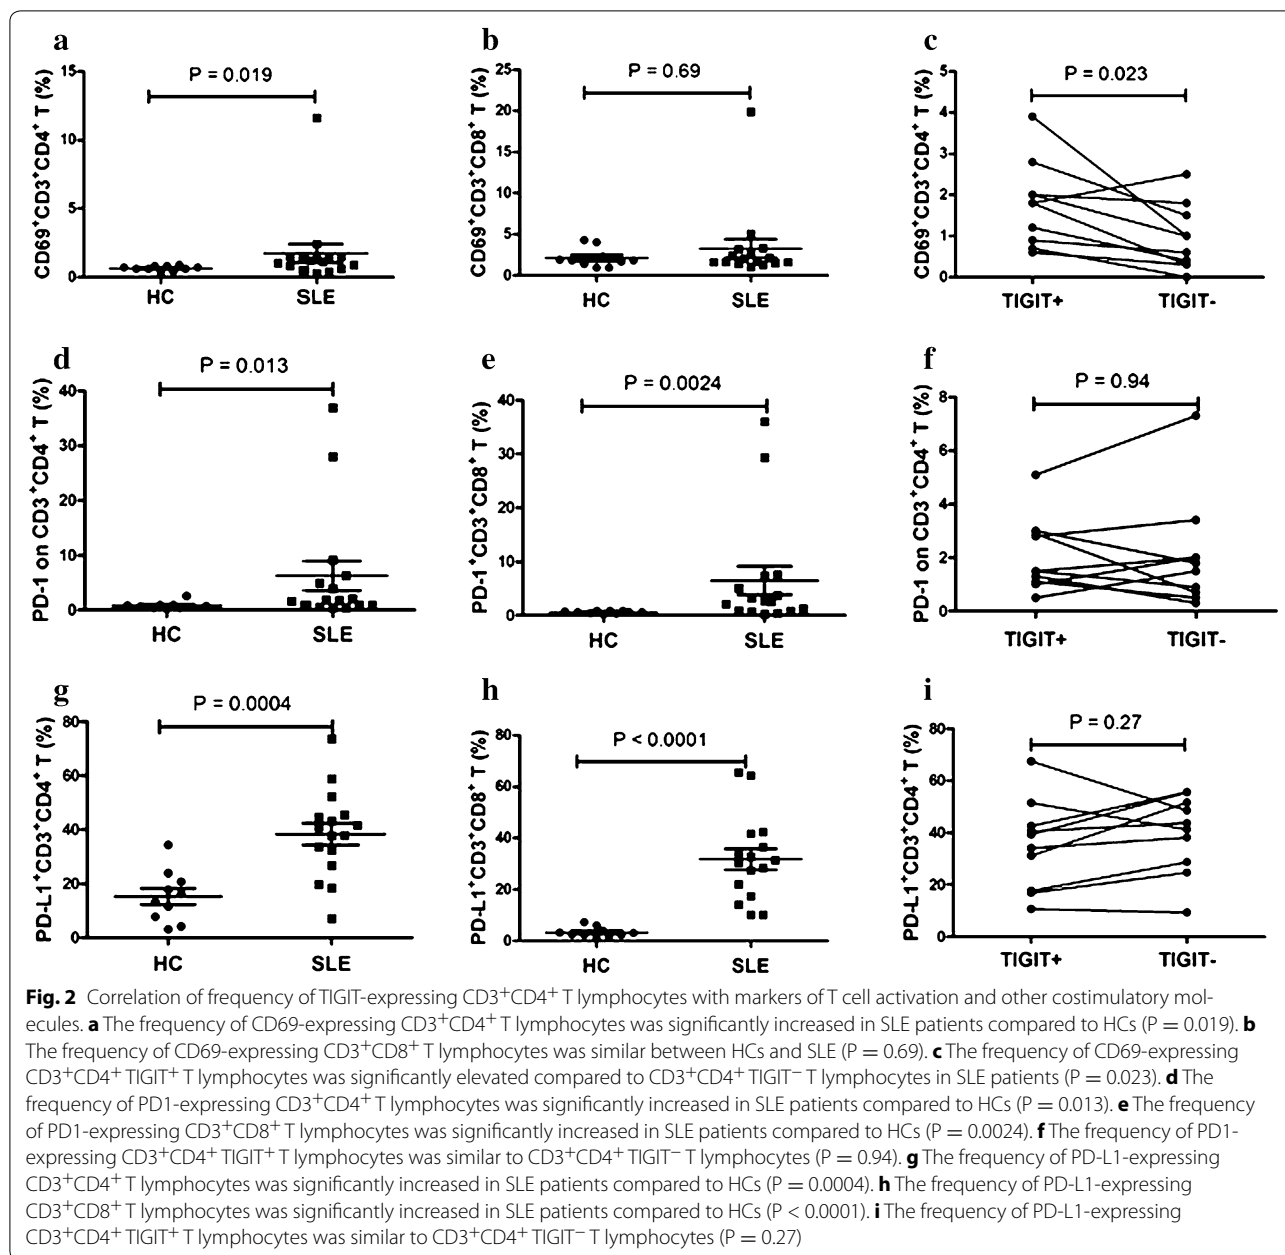 a
b
c
P = 0.019
P = 0.69
P = 0.023
CD69+CD3+CD4+ T (%)
15
10
5
0
HC
SLE
CD69+CD3+CD8+ T (%)
25
20
15
10
5
0
HC
SLE
CD69+CD3+CD4+ T (%)
5
4
3
2
1
0
TIGIT+
TIGIT-
d
e
f
P = 0.013
P = 0.0024
P = 0.94
PD-1 on CD3+CD4+ T (%)
40
30
20
10
0
HC
SLE
PD-1+CD3+CD8+ T (%)
40
30
20
10
0
HC
SLE
PD-1 on CD3+CD4+ T (%)
8
6
4
2
0
TIGIT+
TIGIT-
g
h
i
P = 0.0004
P < 0.0001
P = 0.27
PD-L1+CD3+CD4+ T (%)
80
60
40
20
0
HC
SLE
PD-L1+CD3+CD8+ T (%)
80
60
40
20
0
HC
SLE
PD-L1+CD3+CD4+ T (%)
80
60
40
20
0
TIGIT+
TIGIT-
Fig. 2 Correlation of frequency of TIGIT-expressing CD3+CD4+ T lymphocytes with markers of T cell activation and other costimulatory mol-
ecules. a The frequency of CD69-expressing CD3+CD4+ T lymphocytes was significantly increased in SLE patients compared to HCs (P = 0.019). b
The frequency of CD69-expressing CD3+CD8+ T lymphocytes was similar between HCs and SLE (P = 0.69). c The frequency of CD69-expressing
CD3+CD4+ TIGIT+ T lymphocytes was significantly elevated compared to CD3+CD4+ TIGIT− T lymphocytes in SLE patients (P = 0.023). d The
frequency of PD1-expressing CD3+CD4+ T lymphocytes was significantly increased in SLE patients compared to HCs (P = 0.013). e The frequency
of PD1-expressing CD3+CD8+ T lymphocytes was significantly increased in SLE patients compared to HCs (P = 0.0024). f The frequency of PD1-
expressing CD3+CD4+ TIGIT+ T lymphocytes was similar to CD3+CD4+ TIGIT− T lymphocytes (P = 0.94). g The frequency of PD-L1-expressing
CD3+CD4+ T lymphocytes was significantly increased in SLE patients compared to HCs (P = 0.0004). h The frequency of PD-L1-expressing
CD3+CD8+ T lymphocytes was significantly increased in SLE patients compared to HCs (P < 0.0001). i The frequency of PD-L1-expressing
CD3+CD4+ TIGIT+ T lymphocytes was similar to CD3+CD4+ TIGIT− T lymphocytes (P = 0.27)